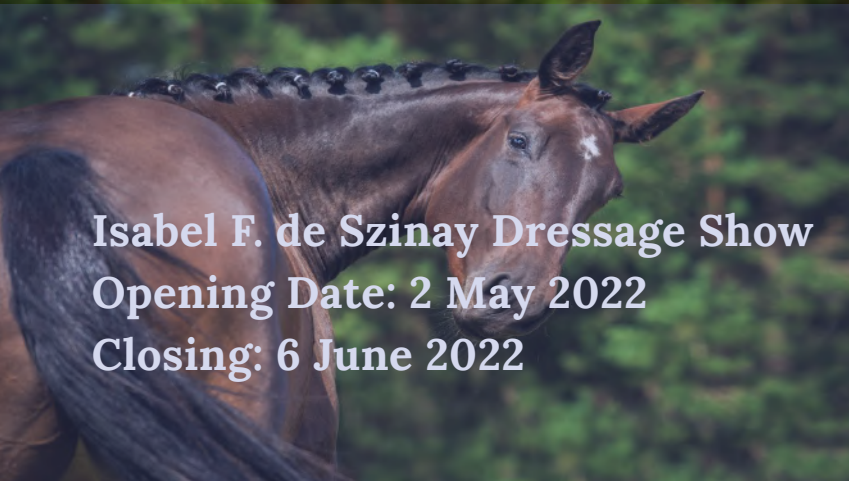 Isabel F. de Szinay Dressage Show
Opening Date: 2 May 2022
Closing: 6 June 2022